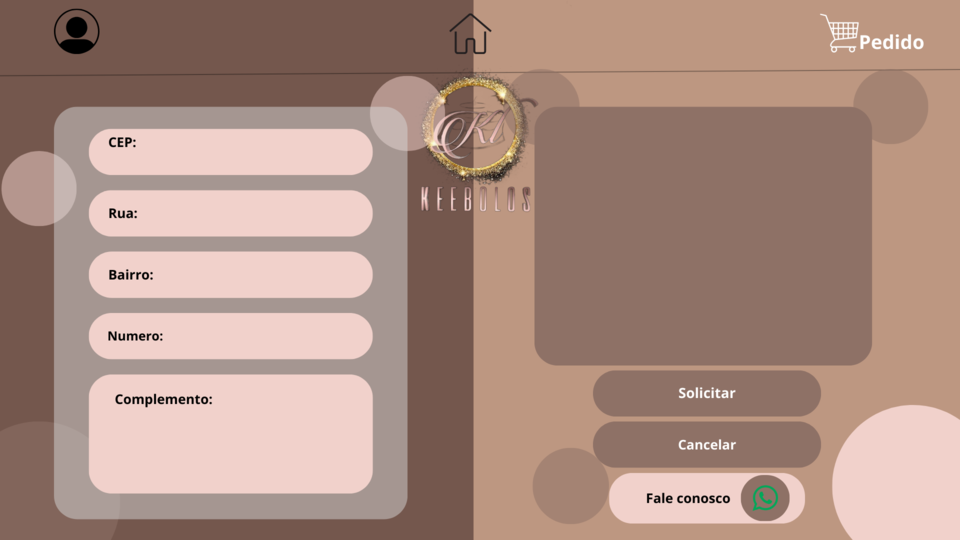 Pedido
KEEBOLOS
CEP:
Rua:
Bairro:
Numero:
Complemento:
Solicitar
Cancelar
Fale conosco